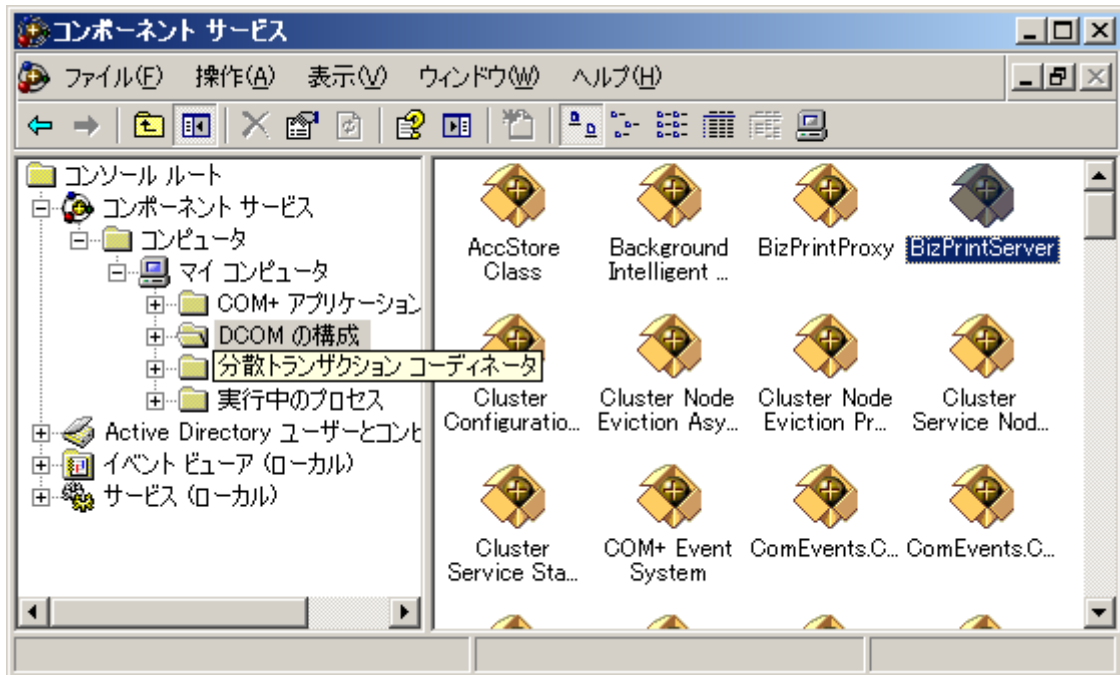 コンポーネント サービス
ファイル(F) 操作(A) 表示(V) ウィンドウ(W) ヘルプ(H)
コンソール ルート
コンポーネント サービス
コンピュータ
マイ コンピュータ
COM+ アプリケーション
DCOM の構成
分散トランザクション コーディネータ
実行中のプロセス
Active Directory ユーザーとコンピ
イベント ビューア (ローカル)
サービス (ローカル)
AccStore
Class
Background
Intelligent ...
BizPrintProxy
BizPrintServer
Cluster
Configuratio...
Cluster Node
Eviction Asy...
Cluster Node
Eviction Pr...
Cluster
Service Nod...
Cluster
Service Sta...
COM+ Event
System
ComEvents.C...
ComEvents.C...